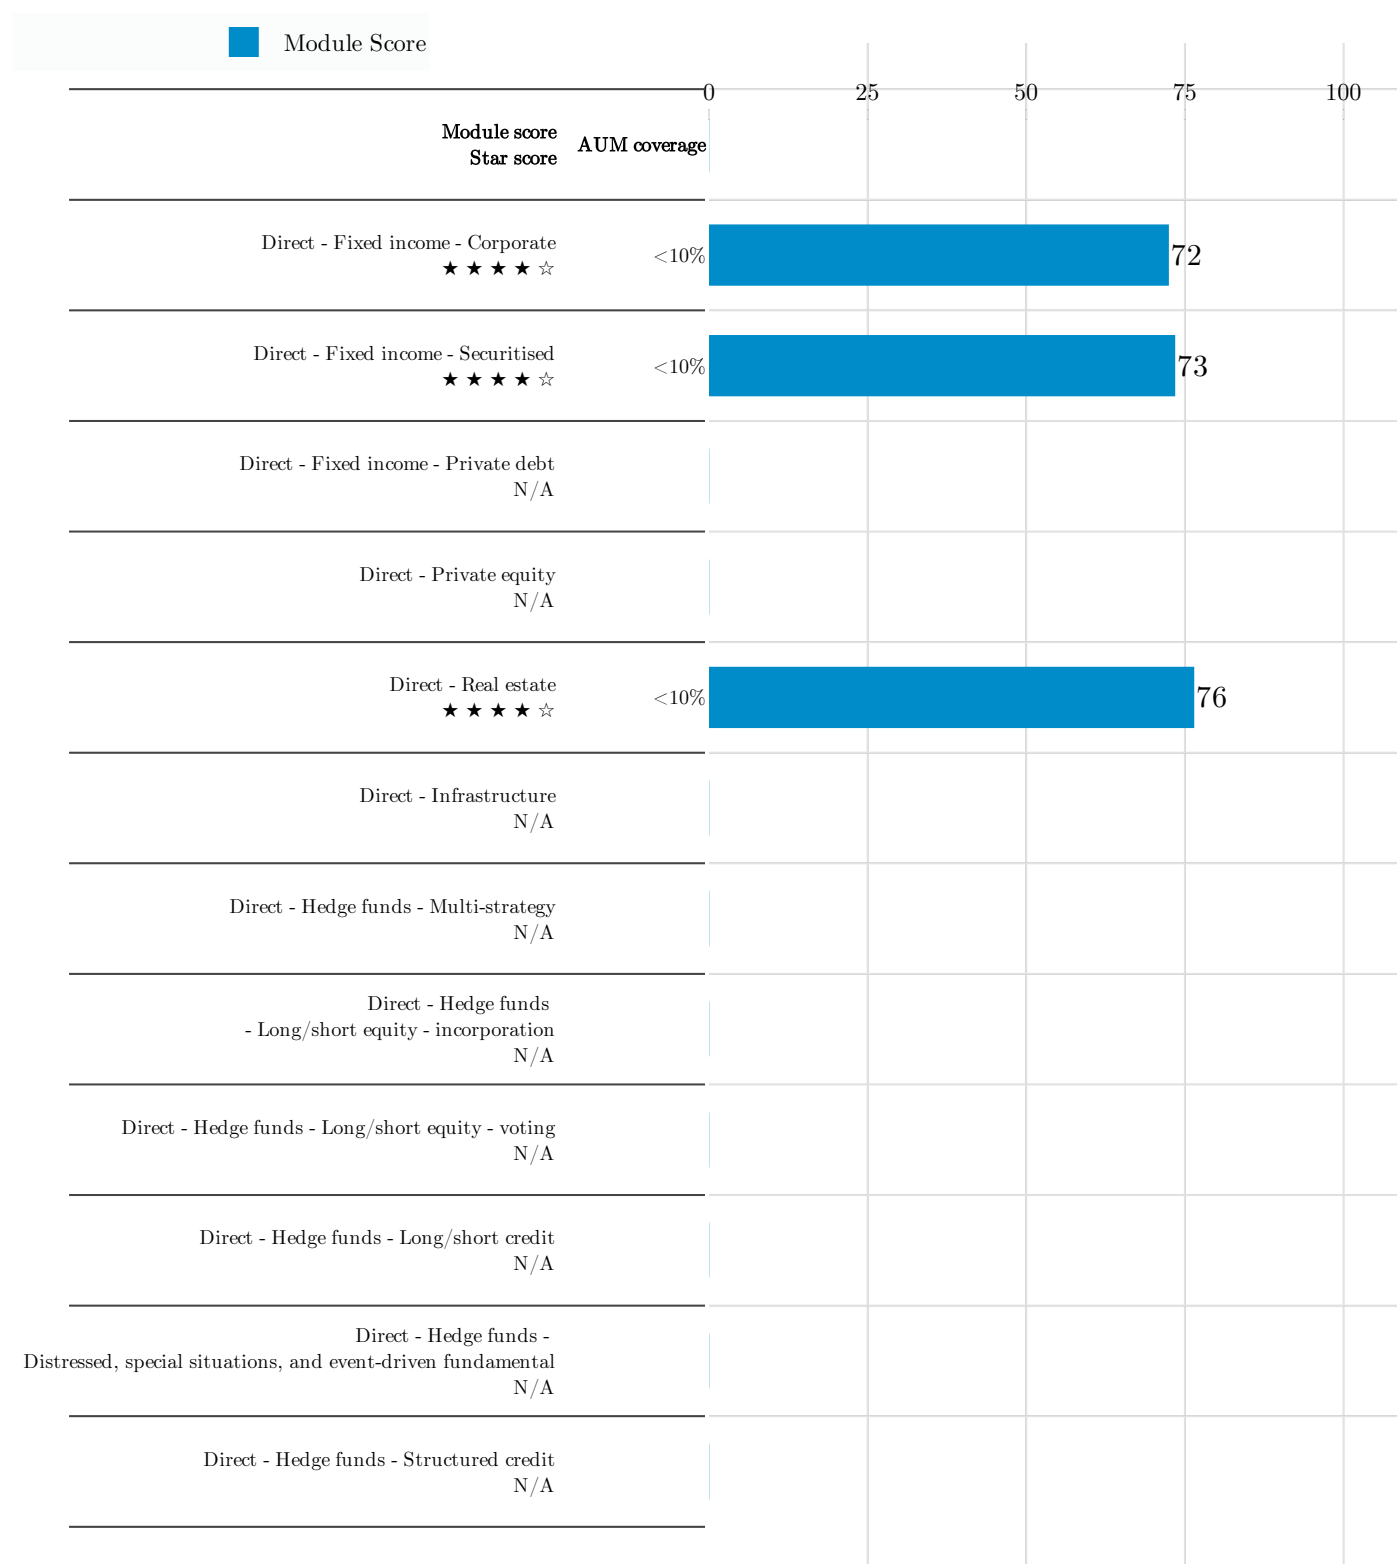 Module Score
0 25 50 75 100
Module score
Star score
AUM coverage
Direct - Fixed income - Corporate
★ ★ ★ ★ ☆
<10%
72
Direct - Fixed income - Securitised
★ ★ ★ ★ ☆
<10%
73
Direct - Fixed income - Private debt
N/A
Direct - Private equity
N/A
Direct - Real estate
★ ★ ★ ★ ☆
<10%
76
Direct - Infrastructure
N/A
Direct - Hedge funds - Multi-strategy
N/A
Direct - Hedge funds
- Long/short equity - incorporation
N/A
Direct - Hedge funds - Long/short equity - voting
N/A
Direct - Hedge funds - Long/short credit
N/A
Direct - Hedge funds -
Distressed, special situations, and event-driven fundamental
N/A
Direct - Hedge funds - Structured credit
N/A